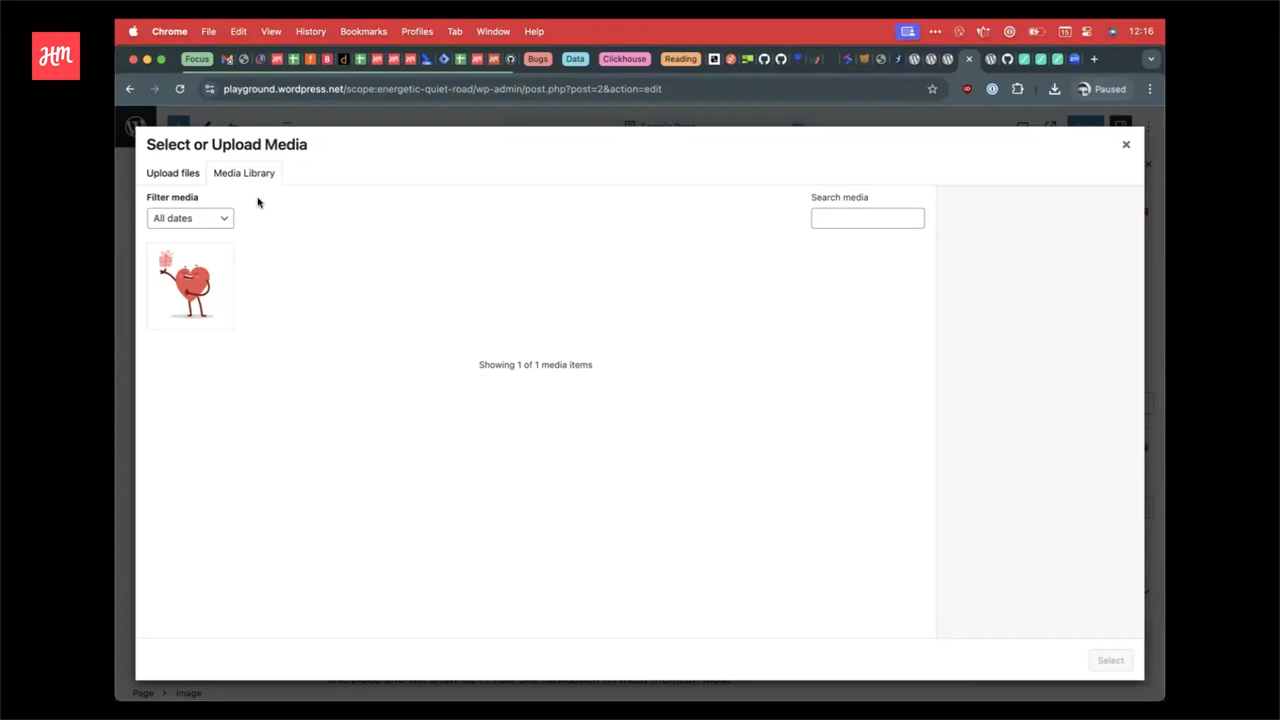 HM
Chrome File Edit View History Bookmarks Profiles Tab Window Help 15 12:16
Focus Bugs Data Clickhouse Reading
playground.wordpress.net/scope:energetic-quiet-road/wp-admin/post.php?post=2&action=edit Paused
Select or Upload Media
Upload files Media Library
Filter media Search media
All dates
Showing 1 of 1 media items
Select
Page > Image